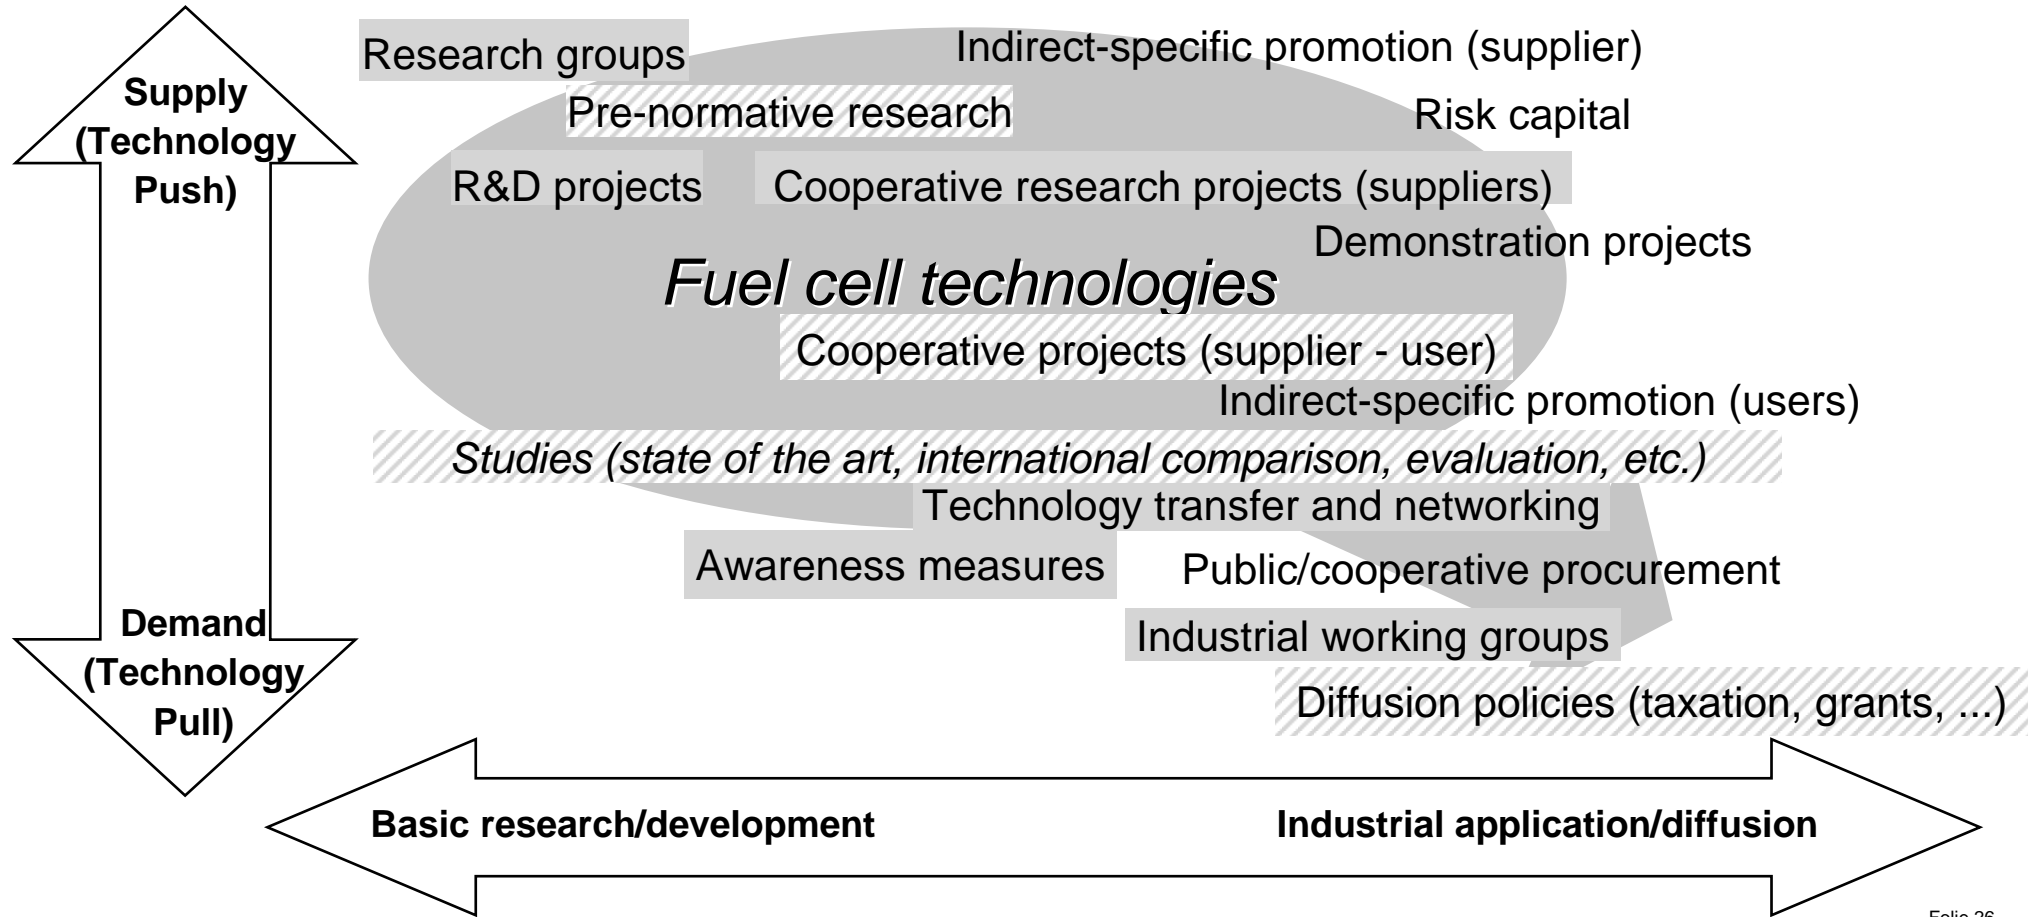 Supply
(Technology
Push)
Research groups
Indirect-specific promotion (supplier)
Pre-normative research
Risk capital
R&D projects
Cooperative research projects (suppliers)
Demonstration projects
Fuel cell technologies
Cooperative projects (supplier - user)
Indirect-specific promotion (users)
Studies (state of the art, international comparison, evaluation, etc.)
Technology transfer and networking
Awareness measures
Public/cooperative procurement
Industrial working groups
Diffusion policies (taxation, grants, ...)
Demand
(Technology
Pull)
Basic research/development
Industrial application/diffusion
Folie 26